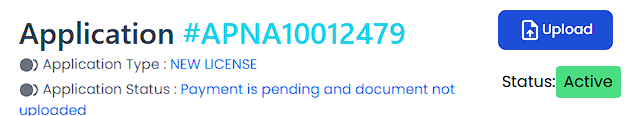 Application #APNA10012479
Upload
Application Type : NEW LICENSE
Status: Active
Application Status : Payment is pending and document not
uploaded